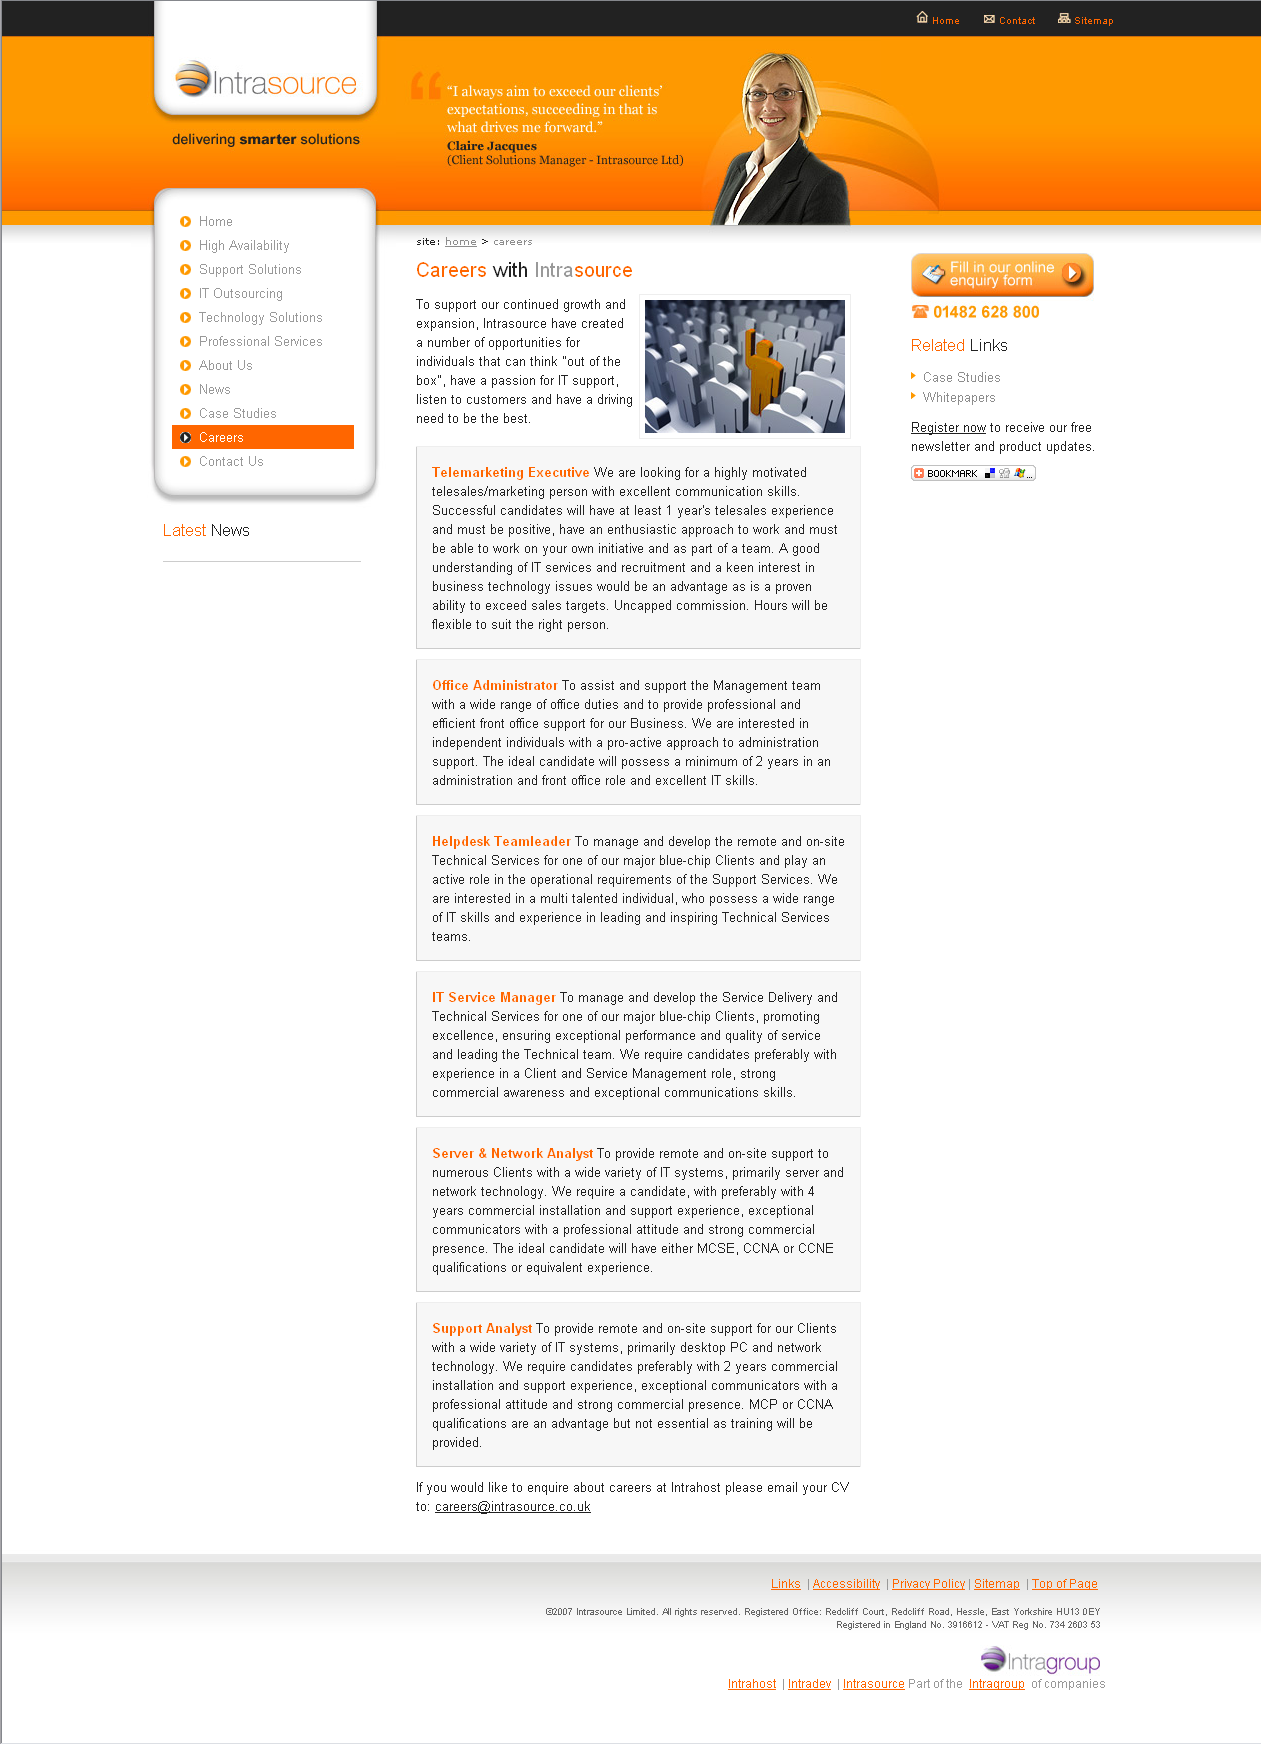 Home
Contact
Sitemap
Intrasource
delivering smarter solutions
“I always aim to exceed our clients’
expectations, succeeding in that is
what drives me forward.”
Claire Jacques
(Client Solutions Manager - Intrasource Ltd)
Home
High Availability
Support Solutions
IT Outsourcing
Technology Solutions
Professional Services
About Us
News
Case Studies
Careers
Contact Us
Latest News
site: home > careers
Careers with Intrasource
To support our continued growth and
expansion, Intrasource have created
a number of opportunities for
individuals that can think "out of the
box", have a passion for IT support,
listen to customers and have a driving
need to be the best.
Telemarketing Executive We are looking for a highly motivated
telesales/marketing person with excellent communication skills.
Successful candidates will have at least 1 year's telesales experience
and must be positive, have an enthusiastic approach to work and must
be able to work on your own initiative and as part of a team. A good
understanding of IT services and recruitment and a keen interest in
business technology issues would be an advantage as is a proven
ability to exceed sales targets. Uncapped commission. Hours will be
flexible to suit the right person.
Office Administrator To assist and support the Management team
with a wide range of office duties and to provide professional and
efficient front office support for our Business. We are interested in
independent individuals with a pro-active approach to administration
support. The ideal candidate will possess a minimum of 2 years in an
administration and front office role and excellent IT skills.
Helpdesk Teamleader To manage and develop the remote and on-site
Technical Services for one of our major blue-chip Clients and play an
active role in the operational requirements of the Support Services. We
are interested in a multi talented individual, who possess a wide range
of IT skills and experience in leading and inspiring Technical Services
teams.
IT Service Manager To manage and develop the Service Delivery and
Technical Services for one of our major blue-chip Clients, promoting
excellence, ensuring exceptional performance and quality of service
and leading the Technical team. We require candidates preferably with
experience in a Client and Service Management role, strong
commercial awareness and exceptional communications skills.
Server & Network Analyst To provide remote and on-site support to
numerous Clients with a wide variety of IT systems, primarily server and
network technology. We require a candidate, with preferably with 4
years commercial installation and support experience, exceptional
communicators with a professional attitude and strong commercial
presence. The ideal candidate will have either MCSE, CCNA or CCNE
qualifications or equivalent experience.
Support Analyst To provide remote and on-site support for our Clients
with a wide variety of IT systems, primarily desktop PC and network
technology. We require candidates preferably with 2 years commercial
installation and support experience, exceptional communicators with a
professional attitude and strong commercial presence. MCP or CCNA
qualifications are an advantage but not essential as training will be
provided.
If you would like to enquire about careers at Intrahost please email your CV
to: careers@intrasource.co.uk
Fill in our online
enquiry form
01482 628 800
Related Links
Case Studies
Whitepapers
Register now to receive our free
newsletter and product updates.
BOOKMARK
Links | Accessibility | Privacy Policy | Sitemap | Top of Page
©2007 Intrasource Limited. All rights reserved. Registered Office: Redcliff Court, Redcliff Road, Hessle, East Yorkshire HU13 0EY
Registered in England No. 3916612 - VAT Reg No. 734 2603 53
Intragroup
Intrahost | Intradev | Intrasource Part of the Intragroup of companies